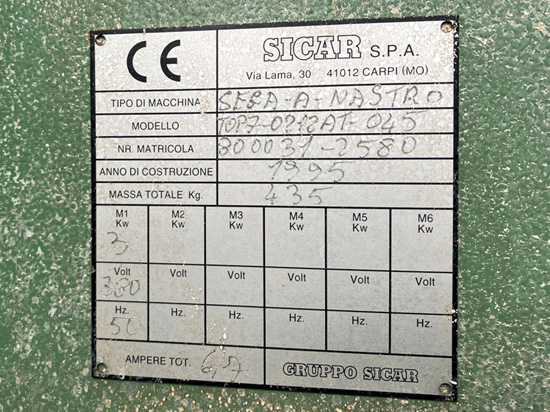 CE SICAR S.P.A.
Via Lama, 30 41012 CARPI (MO)
TIPO DI MACCHINA SEGA-A-NASTRO
MODELLO
NR. MATRICOLA 300031-2580
ANNO DI COSTRUZIONE 1995
MASSA TOTALE Kg. 435
M1 M2 M3 M4 M5 M6
Kw Kw Kw Kw Kw Kw
3
Volt Volt Volt Volt Volt Volt
380
Hz. Hz. Hz. Hz. Hz. Hz.
50
AMPERE TOT. GRUPPO SICAR